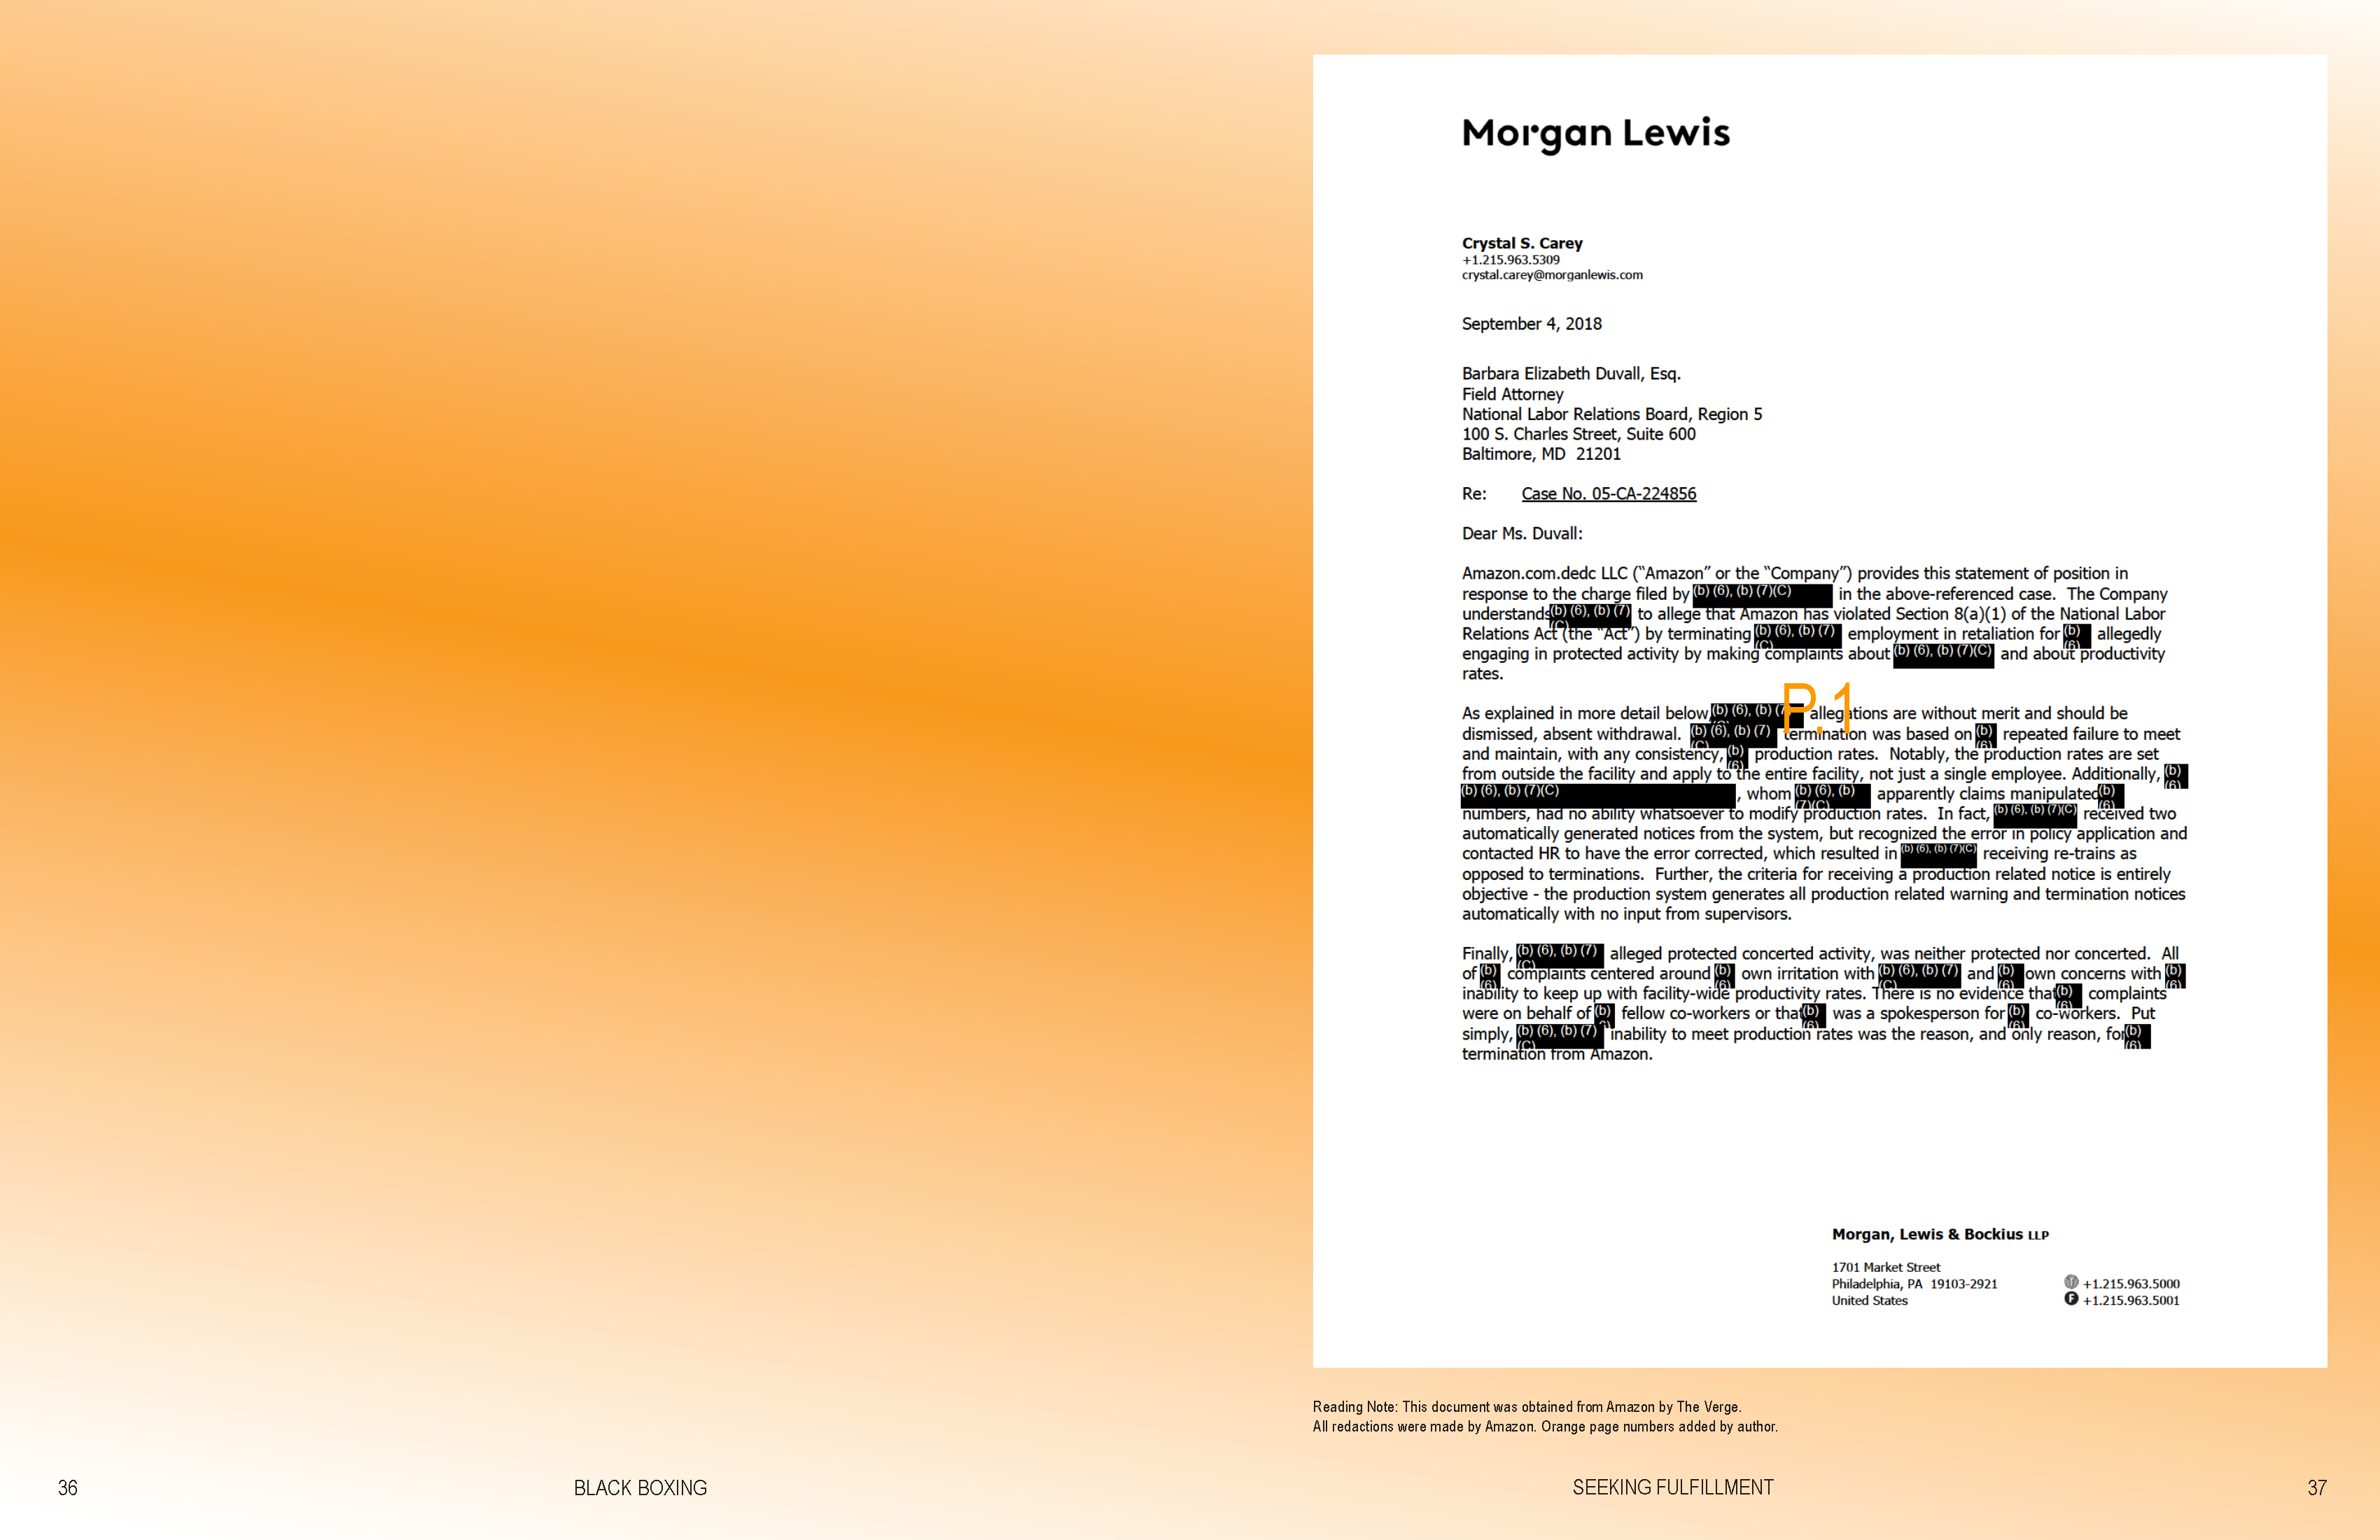 Morgan Lewis
Crystal S. Carey
+1.215.963.5309
crystal.carey@morganlewis.com
September 4, 2018
Barbara Elizabeth Duvall, Esq.
Field Attorney
National Labor Relations Board, Region 5
100 S. Charles Street, Suite 600
Baltimore, MD 21201
Re: Case No. 05-CA-224856
Dear Ms. Duvall:
Amazon.com.dedc LLC (“Amazon” or the “Company”) provides this statement of position in
response to the charge filed by (b) (6), (b) (7)(C) in the above-referenced case. The Company
understands (b) (6), (b) (7)(C) to allege that Amazon has violated Section 8(a)(1) of the National Labor
Relations Act (the “Act”) by terminating (b) (6), (b) (7)(C) employment in retaliation for (b) (6) allegedly
engaging in protected activity by making complaints about (b) (6), (b) (7)(C) and about productivity
rates.
P.1
As explained in more detail below, (b) (6), (b) (7)(C) allegations are without merit and should be
dismissed, absent withdrawal. (b) (6), (b) (7)(C) termination was based on (b) (6) repeated failure to meet
and maintain, with any consistency, (b) (6) production rates. Notably, the production rates are set
from outside the facility and apply to the entire facility, not just a single employee. Additionally, (b) (6)
(b) (6), (b) (7)(C) , whom (b) (6), (b) (7)(C) apparently claims manipulated (b) (6)
numbers, had no ability whatsoever to modify production rates. In fact, (b) (6), (b) (7)(C) received two
automatically generated notices from the system, but recognized the error in policy application and
contacted HR to have the error corrected, which resulted in (b) (6), (b) (7)(C) receiving re-trains as
opposed to terminations. Further, the criteria for receiving a production related notice is entirely
objective - the production system generates all production related warning and termination notices
automatically with no input from supervisors.
Finally, (b) (6), (b) (7)(C) alleged protected concerted activity, was neither protected nor concerted. All
of (b) (6) complaints centered around (b) (6) own irritation with (b) (6), (b) (7)(C) and (b) (6) own concerns with (b) (6)
inability to keep up with facility-wide productivity rates. There is no evidence that (b) (6) complaints
were on behalf of (b) (6) fellow co-workers or that (b) (6) was a spokesperson for (b) (6) co-workers. Put
simply, (b) (6), (b) (7)(C) inability to meet production rates was the reason, and only reason, for (b) (6)
termination from Amazon.
Morgan, Lewis & Bockius LLP
1701 Market Street
Philadelphia, PA 19103-2921 +1.215.963.5000
United States F +1.215.963.5001
Reading Note: This document was obtained from Amazon by The Verge.
All redactions were made by Amazon. Orange page numbers added by author.
36 BLACK BOXING SEEKING FULFILLMENT 37